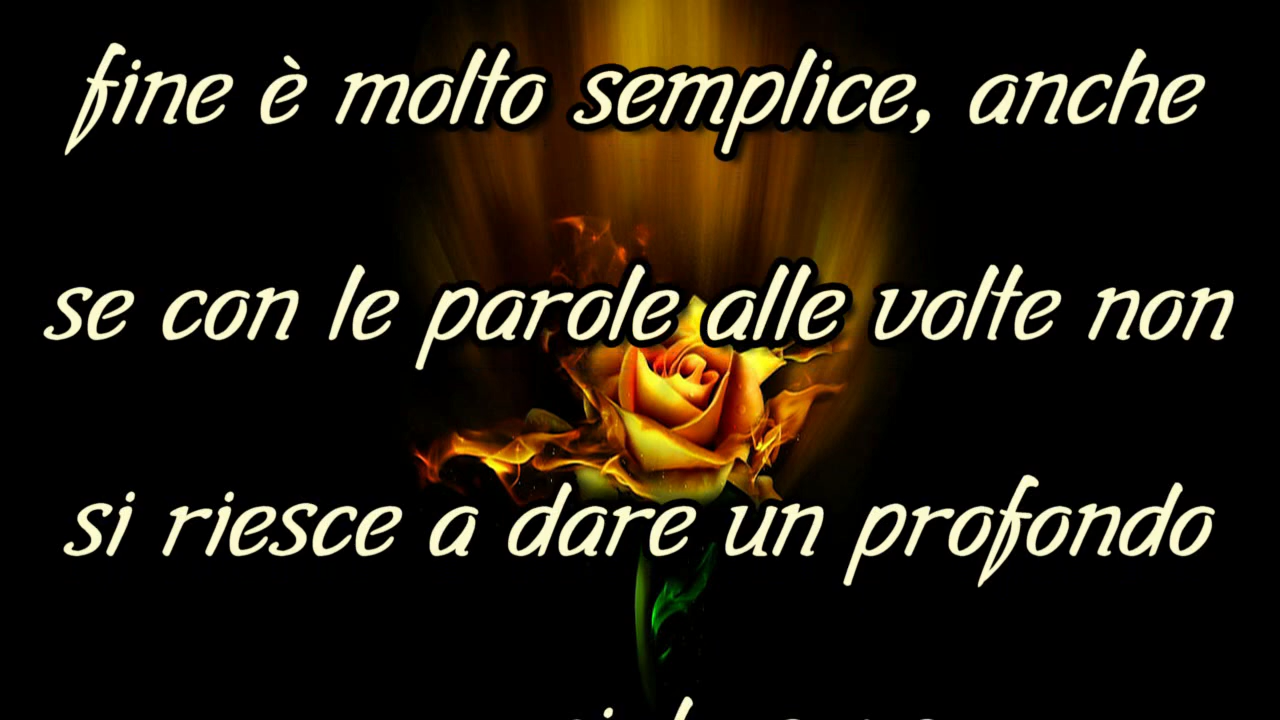 fine è molto semplice, anche
se con le parole alle volte non
si riesce a dare un profondo